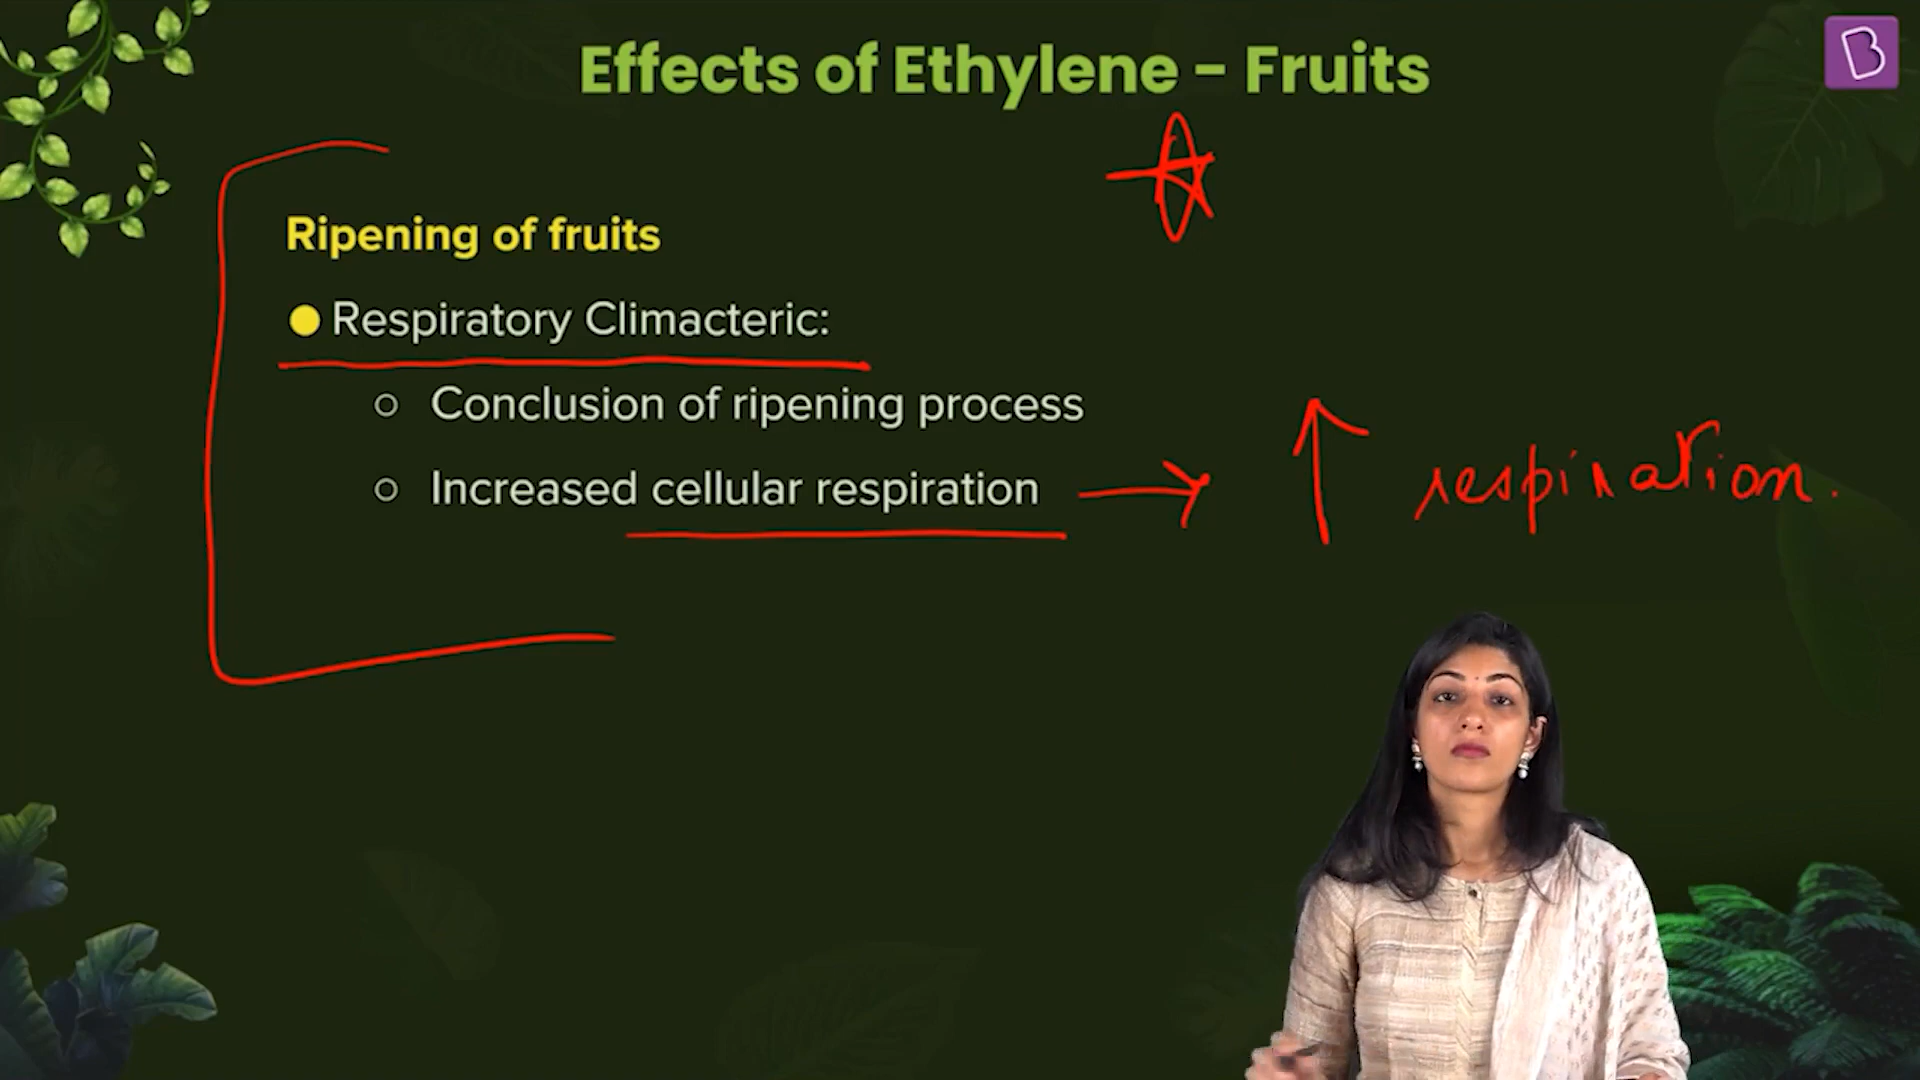 Effects of Ethylene - Fruits
Ripening of fruits
Respiratory Climacteric:
Conclusion of ripening process
Increased cellular respiration → ↑ respiration.